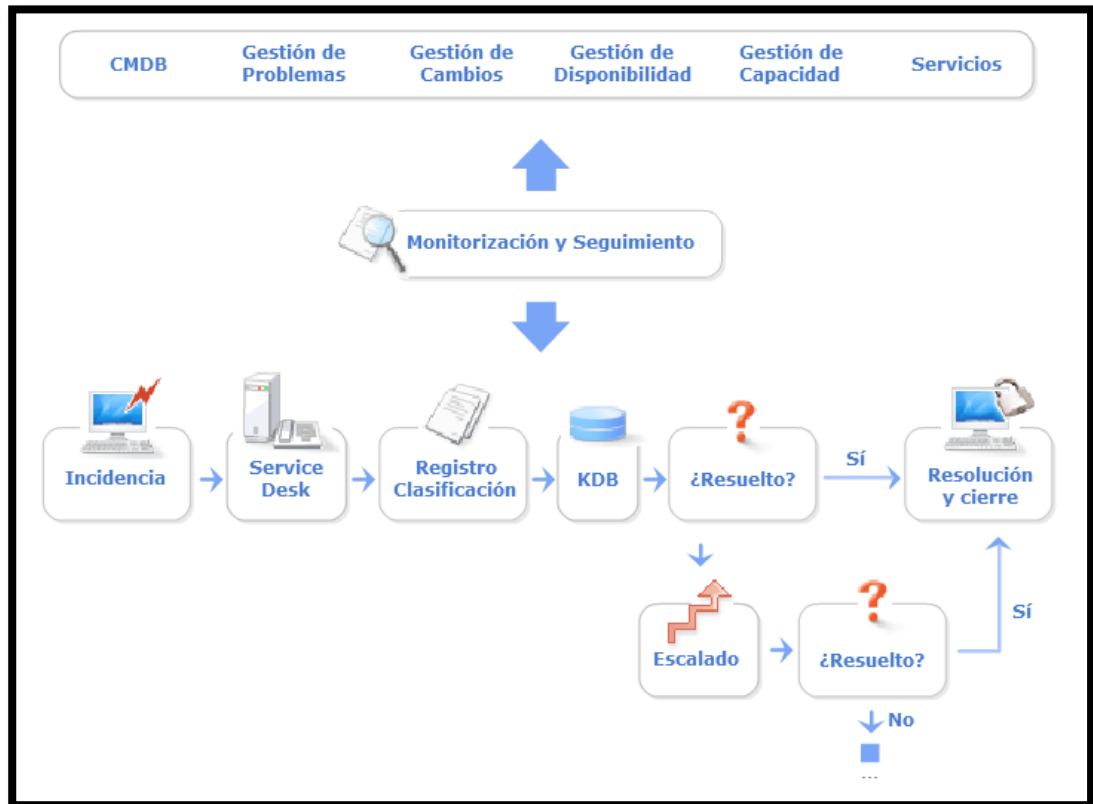 CMDB
Gestión de
Problemas
Gestión de
Cambios
Gestión de
Disponibilidad
Gestión de
Capacidad
Servicios
Monitorización y Seguimiento
Incidencia
Service
Desk
Registro
Clasificación
KDB
¿Resuelto?
Sí
Resolución
y cierre
Escalado
¿Resuelto?
Sí
No
...